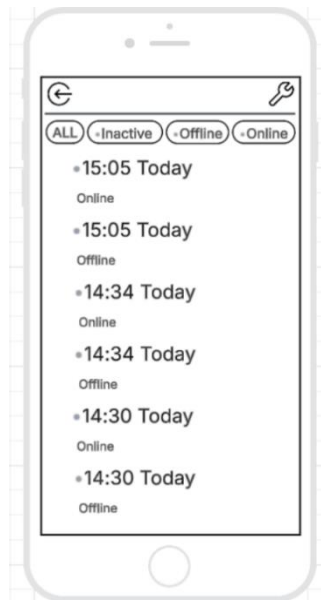 ALL •Inactive •Offline •Online
•15:05 Today
Online
•15:05 Today
Offline
•14:34 Today
Online
•14:34 Today
Offline
•14:30 Today
Online
•14:30 Today
Offline